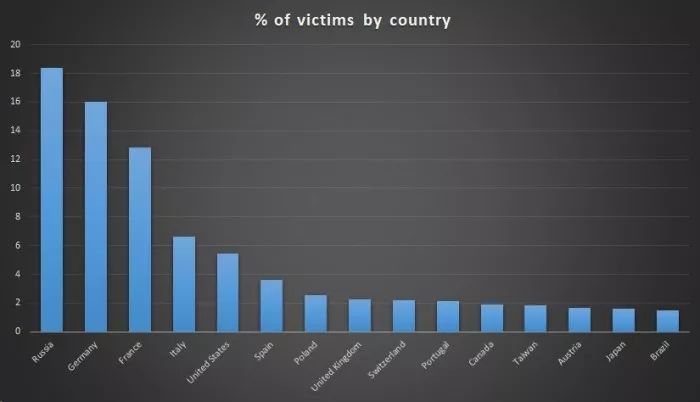 % of victims by country
20
18
16
14
12
10
8
6
4
2
0
Russia
Germany
France
Italy
United States
Spain
Poland
United Kingdom
Switzerland
Portugal
Canada
Taiwan
Austria
Japan
Brazil